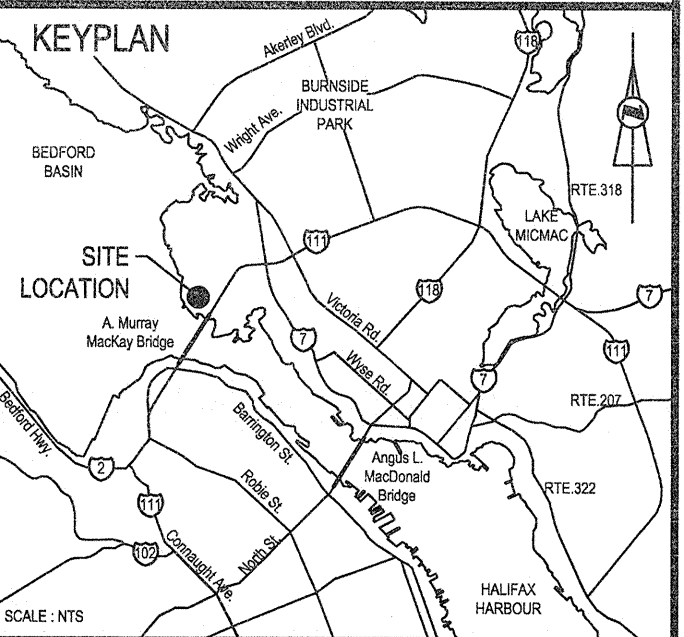 KEYPLAN
Akerley Blvd.
118
BURNSIDE
INDUSTRIAL
PARK
Wright Ave.
BEDFORD
BASIN
RTE.318
LAKE
MICMAC
111
SITE
LOCATION
118
7
A. Murray
MacKay Bridge
Victoria Rd.
7
111
Wyse Rd.
7
Bedford Hwy.
Barrington St.
RTE.207
Angus L.
MacDonald
Bridge
2
Robie St.
RTE.322
111
North St.
102
Connaught Ave.
HALIFAX
HARBOUR
SCALE : NTS